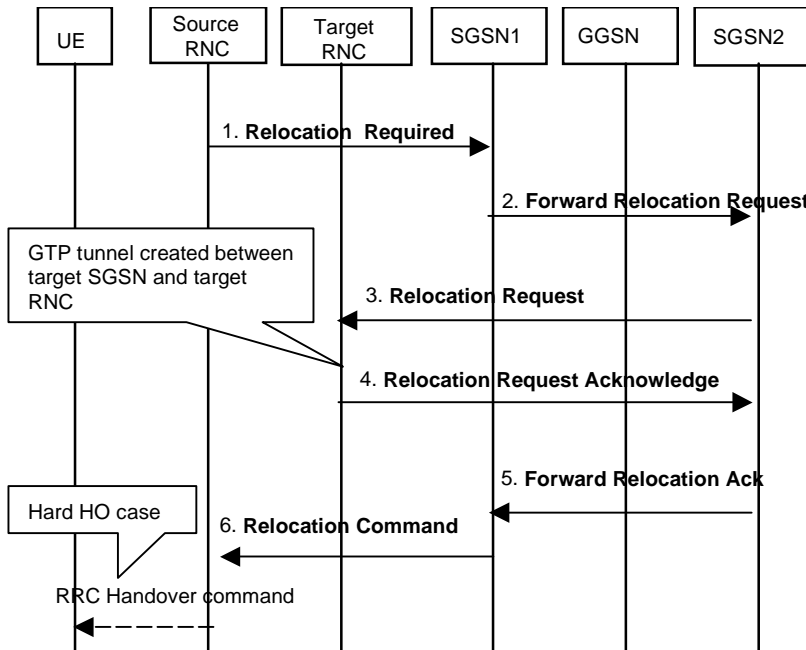 UE
Source
RNC
Target
RNC
SGSN1
GGSN
SGSN2
1. Relocation Required
2. Forward Relocation Request
GTP tunnel created between
target SGSN and target
RNC
3. Relocation Request
4. Relocation Request Acknowledge
5. Forward Relocation Ack
Hard HO case
6. Relocation Command
RRC Handover command